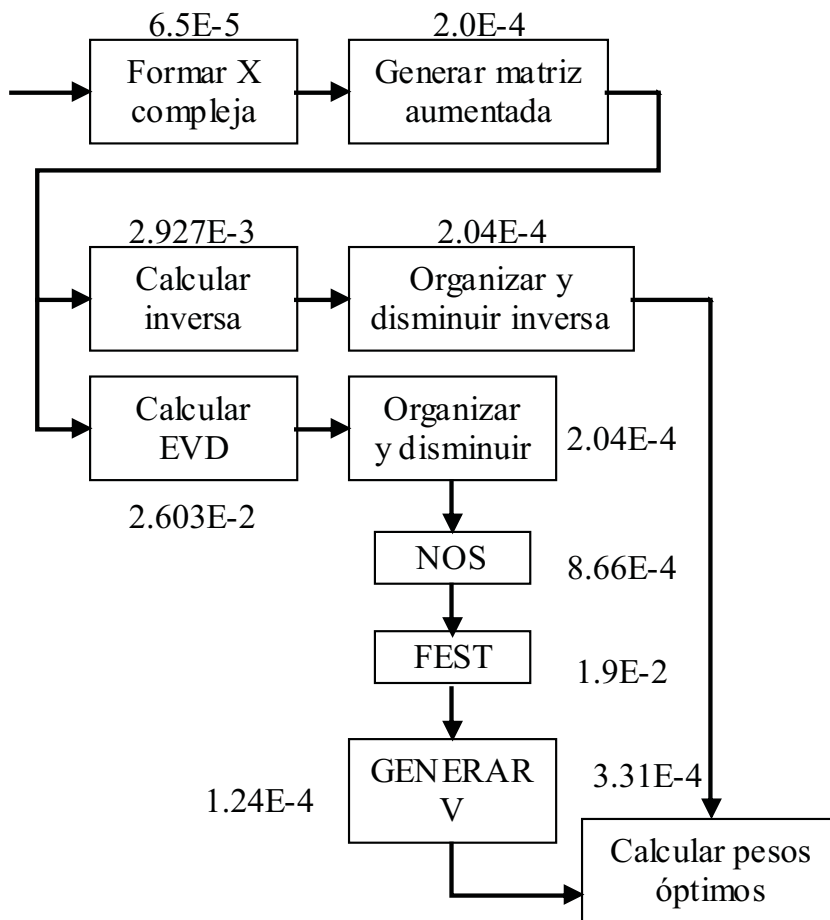 6.5E-5
2.0E-4
Formar X
compleja
Generar matriz
aumentada
2.927E-3
2.04E-4
Calcular
inversa
Organizar y
disminuir inversa
Calcular
EVD
Organizar
y disminuir
2.04E-4
2.603E-2
NOS
8.66E-4
FEST
1.9E-2
GENERAR
V
1.24E-4
3.31E-4
Calcular pesos
óptimos